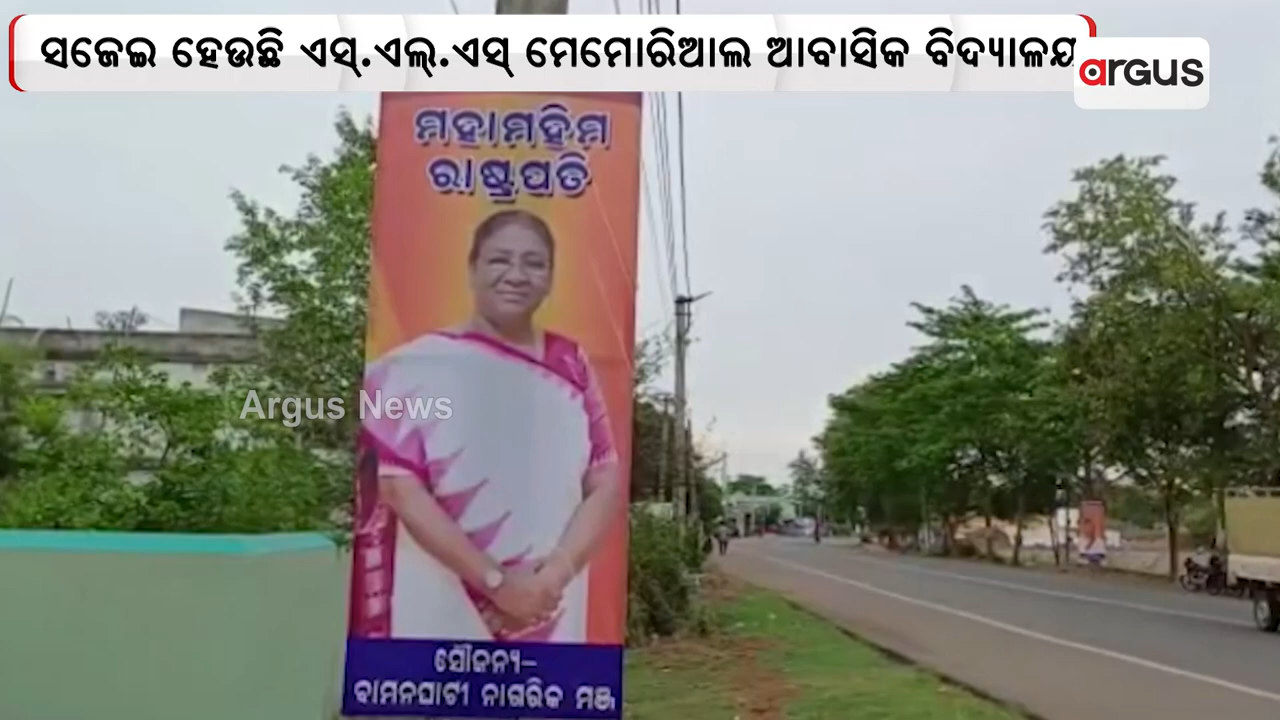 ସଜେଇ ହେଉଛି ଏସ୍.ଏଲ୍.ଏସ୍ ମେମୋରିଆଲ ଆବାସିକ ବିଦ୍ୟାଳୟ
argus
ମହାମହିମ
ରାଷ୍ଟ୍ରପତି
Argus News
ସୌଜନ୍ୟ-
ବାମନଘାଟୀ ନାଗରିକ ମଞ୍ଚ